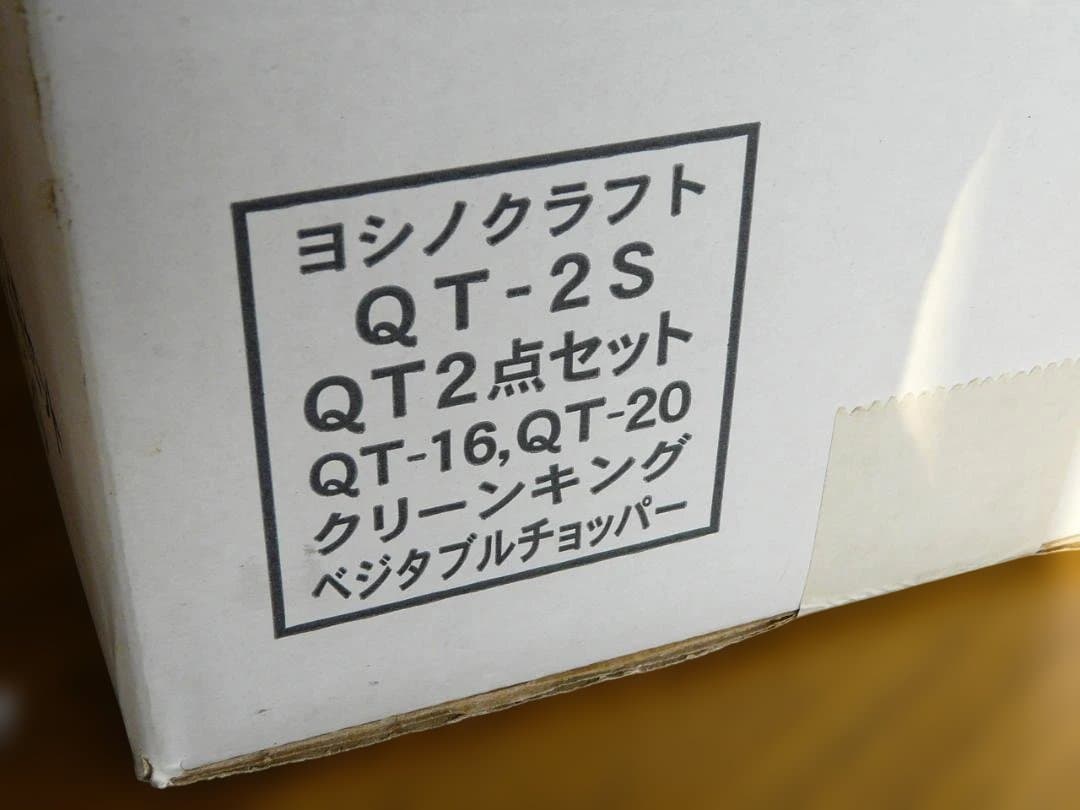 ヨシノクラフト
QT-2S
QT2点セット
QT-16,QT-20
クリーンキング
ベジタブルチョッパー